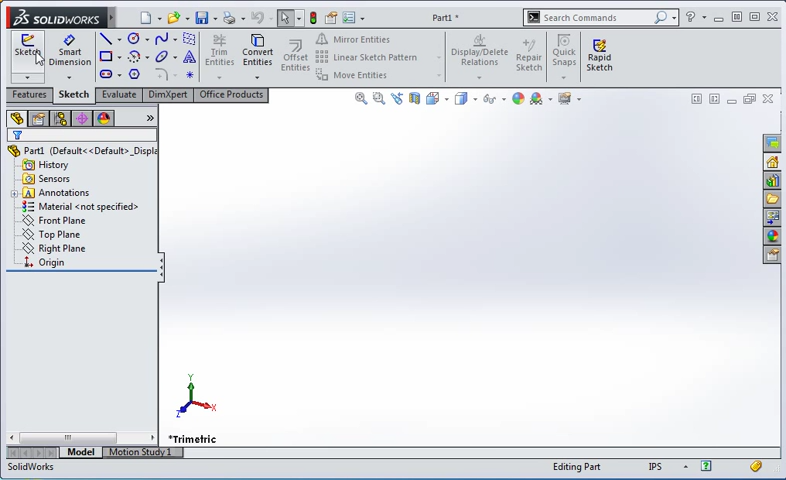 SOLIDWORKS
Part1 *
Search Commands
Sketch
Smart Dimension
Trim Entities
Convert Entities
Offset Entities
Mirror Entities
Linear Sketch Pattern
Move Entities
Display/Delete Relations
Repair Sketch
Quick Snaps
Rapid Sketch
Features
Sketch
Evaluate
DimXpert
Office Products
Part1 (Default<<Default>_Displa
History
Sensors
Annotations
Material <not specified>
Front Plane
Top Plane
Right Plane
Origin
Y
X
Z
*Trimetric
Model
Motion Study 1
SolidWorks
Editing Part
IPS